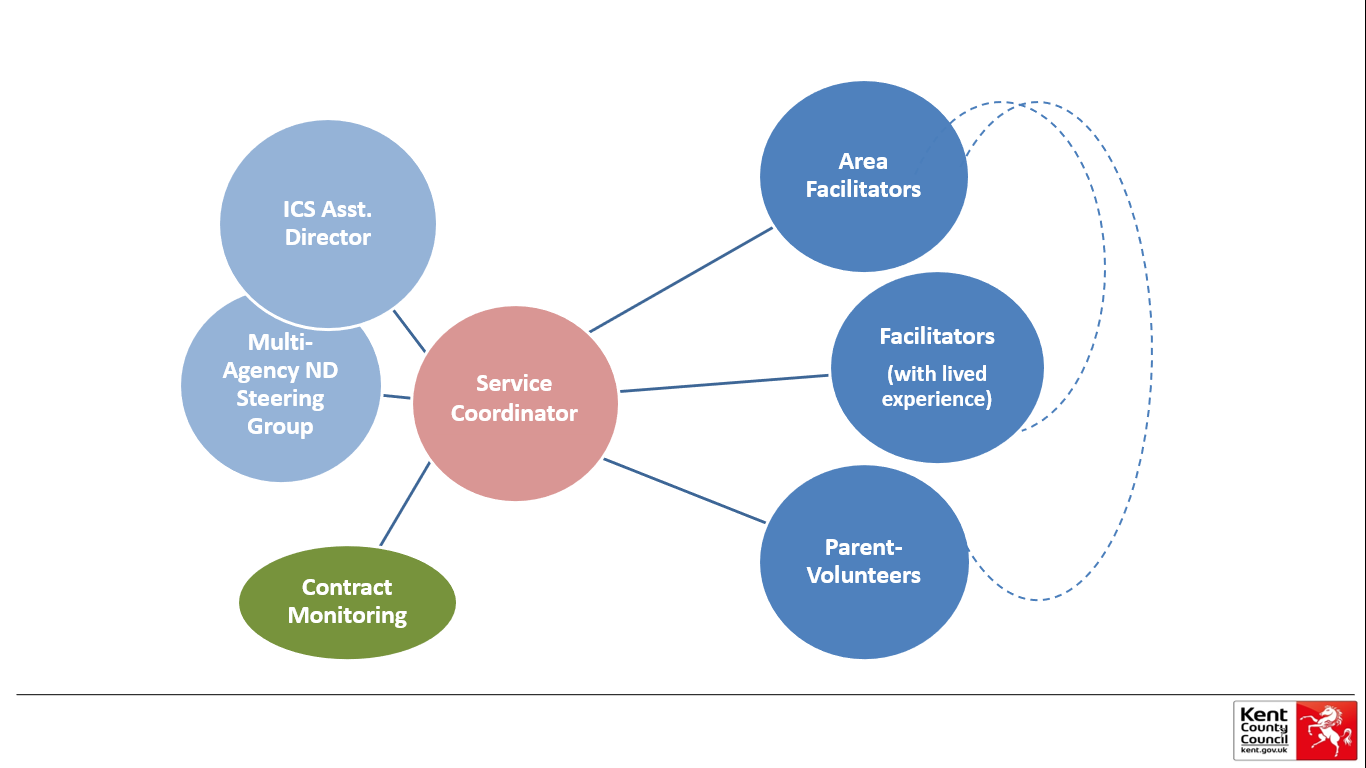 ICS Asst.
Director
Multi-
Agency ND
Steering
Group
Service
Coordinator
Contract
Monitoring
Area
Facilitators
Facilitators
(with lived
experience)
Parent-
Volunteers
Kent
County
Council
kent.gov.uk